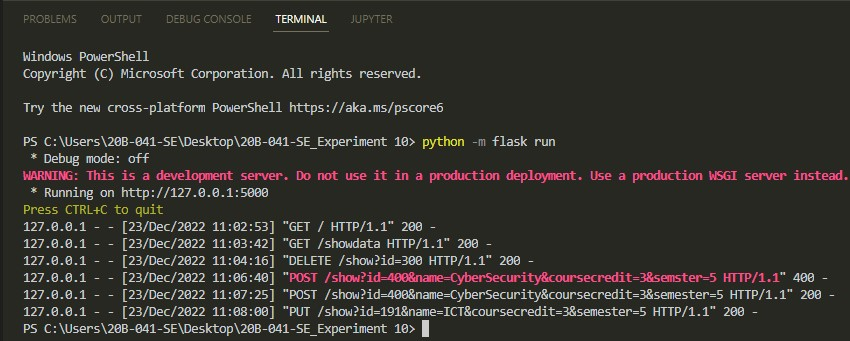 PROBLEMS OUTPUT DEBUG CONSOLE TERMINAL JUPYTER
Windows PowerShell
Copyright (C) Microsoft Corporation. All rights reserved.
Try the new cross-platform PowerShell https://aka.ms/pscore6
PS C:\Users\20B-041-SE\Desktop\20B-041-SE_Experiment 10> python -m flask run
* Debug mode: off
WARNING: This is a development server. Do not use it in a production deployment. Use a production WSGI server instead.
* Running on http://127.0.0.1:5000
Press CTRL+C to quit
127.0.0.1 - - [23/Dec/2022 11:02:53] "GET / HTTP/1.1" 200 -
127.0.0.1 - - [23/Dec/2022 11:03:42] "GET /showdata HTTP/1.1" 200 -
127.0.0.1 - - [23/Dec/2022 11:04:16] "DELETE /show?id=300 HTTP/1.1" 200 -
127.0.0.1 - - [23/Dec/2022 11:06:40] "POST /show?id=400&name=CyberSecurity&coursecredit=3&semster=5 HTTP/1.1" 400 -
127.0.0.1 - - [23/Dec/2022 11:07:25] "POST /show?id=400&name=CyberSecurity&coursecredit=3&semester=5 HTTP/1.1" 200 -
127.0.0.1 - - [23/Dec/2022 11:08:00] "PUT /show?id=191&name=ICT&coursecredit=3&semester=5 HTTP/1.1" 200 -
PS C:\Users\20B-041-SE\Desktop\20B-041-SE_Experiment 10>